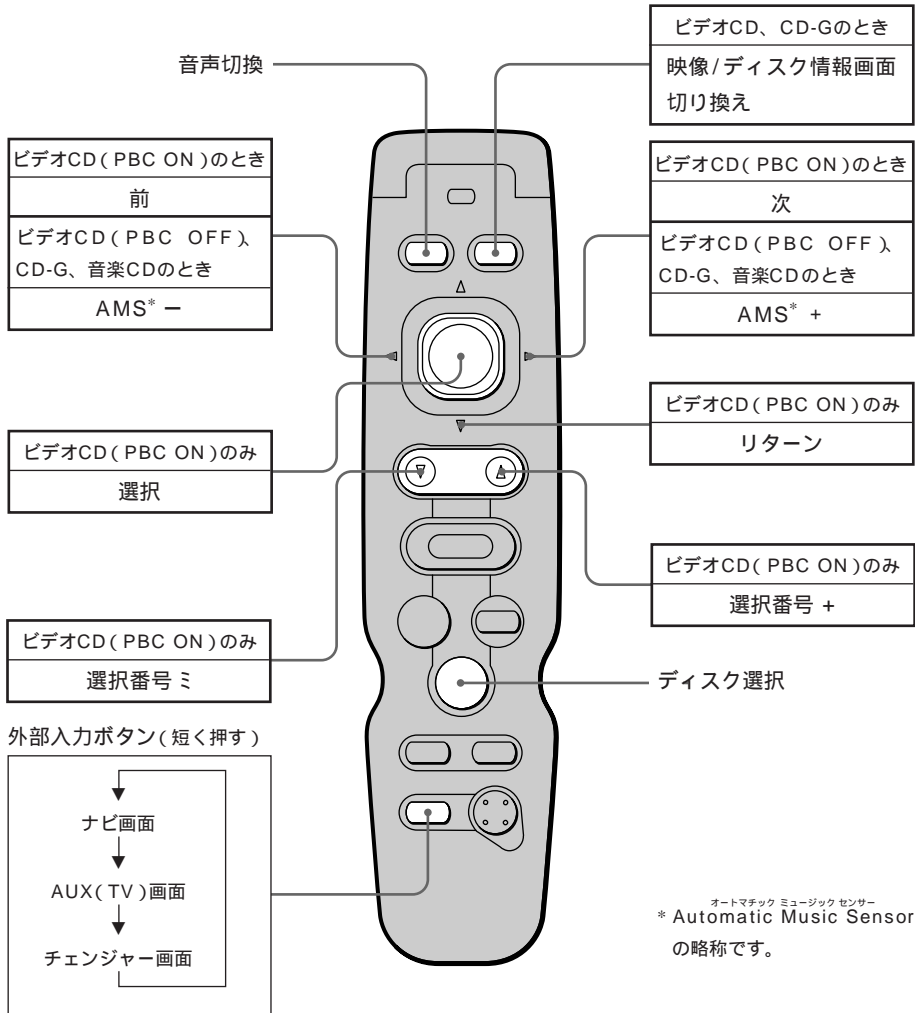 音声切換
ビデオCD、CD-Gのとき
映像/ディスク情報画面
切り換え
ビデオCD(PBC ON)のとき
前
ビデオCD(PBC OFF)、
CD-G、音楽CDのとき
AMS* −
ビデオCD(PBC ON)のとき
次
ビデオCD(PBC OFF)、
CD-G、音楽CDのとき
AMS* +
ビデオCD(PBC ON)のみ
リターン
ビデオCD(PBC ON)のみ
選択
ビデオCD(PBC ON)のみ
選択番号 +
ビデオCD(PBC ON)のみ
選択番号 ミ
ディスク選択
外部入力ボタン(短く押す)
ナビ画面
AUX(TV)画面
チェンジャー画面
オートマチック ミュージック センサー
* Automatic Music Sensor
の略称です。